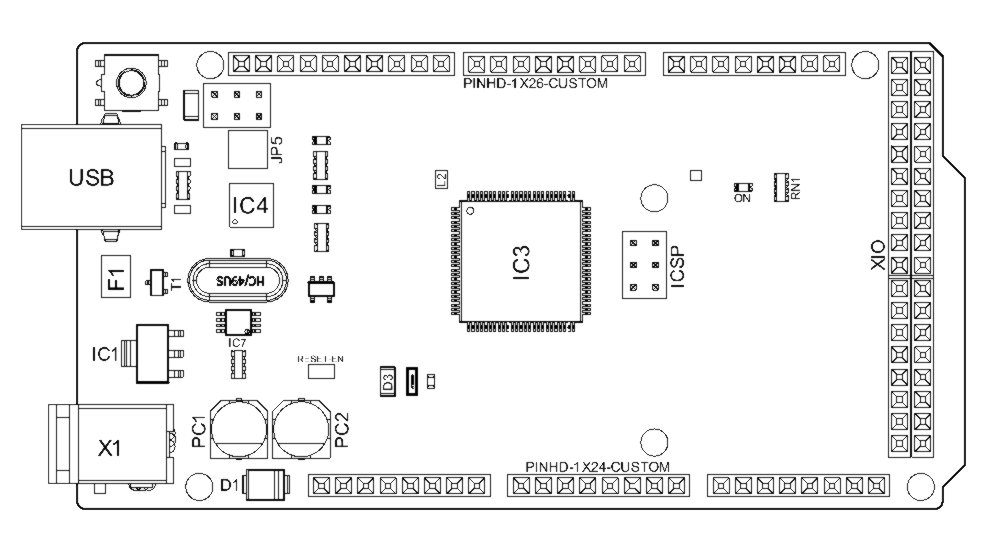 PINHD-1X26-CUSTOM
JP5
USB
L2
ON
RN1
IC4
IC3
ICSP
XIO
F1
T1
HC/49US
IC7
IC1
RESET-EN
D3
PC1
PC2
X1
PINHD-1X24-CUSTOM
D1